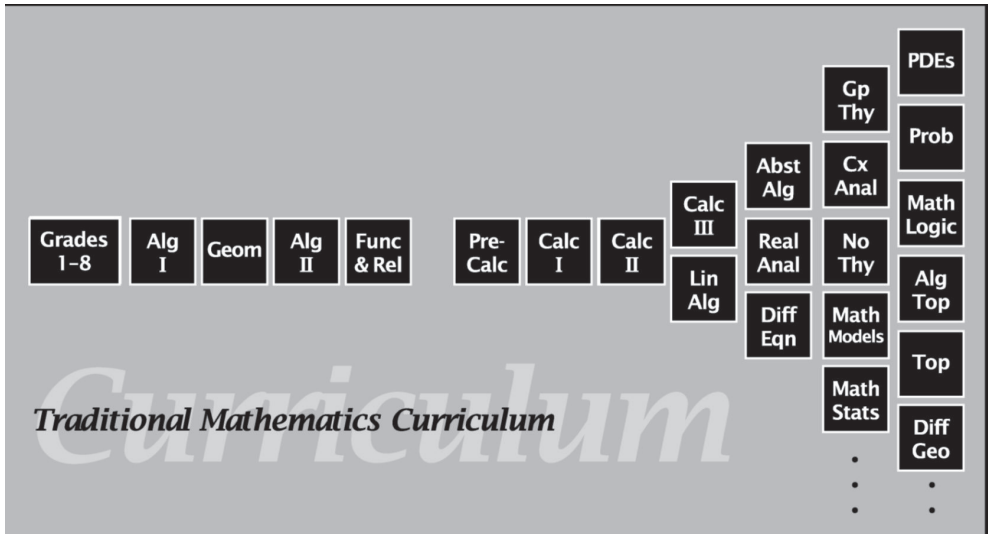 Grades
1–8
Alg
I
Geom
Alg
II
Func
& Rel
Pre-
Calc
Calc
I
Calc
II
Calc
III
Lin
Alg
Abst
Alg
Real
Anal
Diff
Eqn
Gp
Thy
Cx
Anal
No
Thy
Math
Models
Math
Stats
PDEs
Prob
Math
Logic
Alg
Top
Top
Diff
Geo
Curriculum
Traditional Mathematics Curriculum